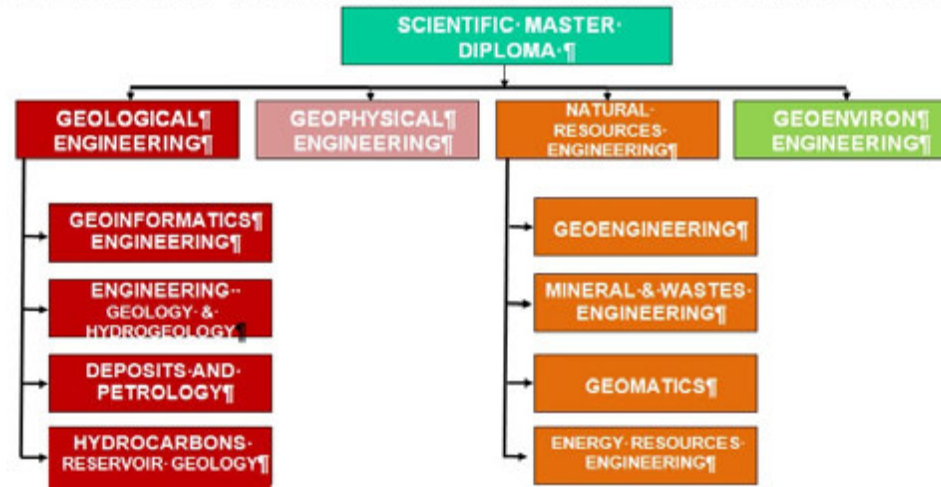 SCIENTIFIC· MASTER·
DIPLOMA·¶
GEOLOGICAL¶
ENGINEERING¶
GEOPHYSICAL¶
ENGINEERING¶
NATURAL·
RESOURCES·
ENGINEERING¶
GEOENVIRON¶
ENGINEERING¶
GEOINFORMATICS¶
ENGINEERING¶
ENGINEERING··
GEOLOGY· &
HYDROGEOLOGY¶
DEPOSITS·AND·
PETROLOGY¶
HYDROCARBONS·
RESERVOIR· GEOLOGY¶
GEOENGINEERING¶
MINERAL·&·WASTES·
ENGINEERING¶
GEOMATICS¶
ENERGY· RESOURCES·
ENGINEERING¶